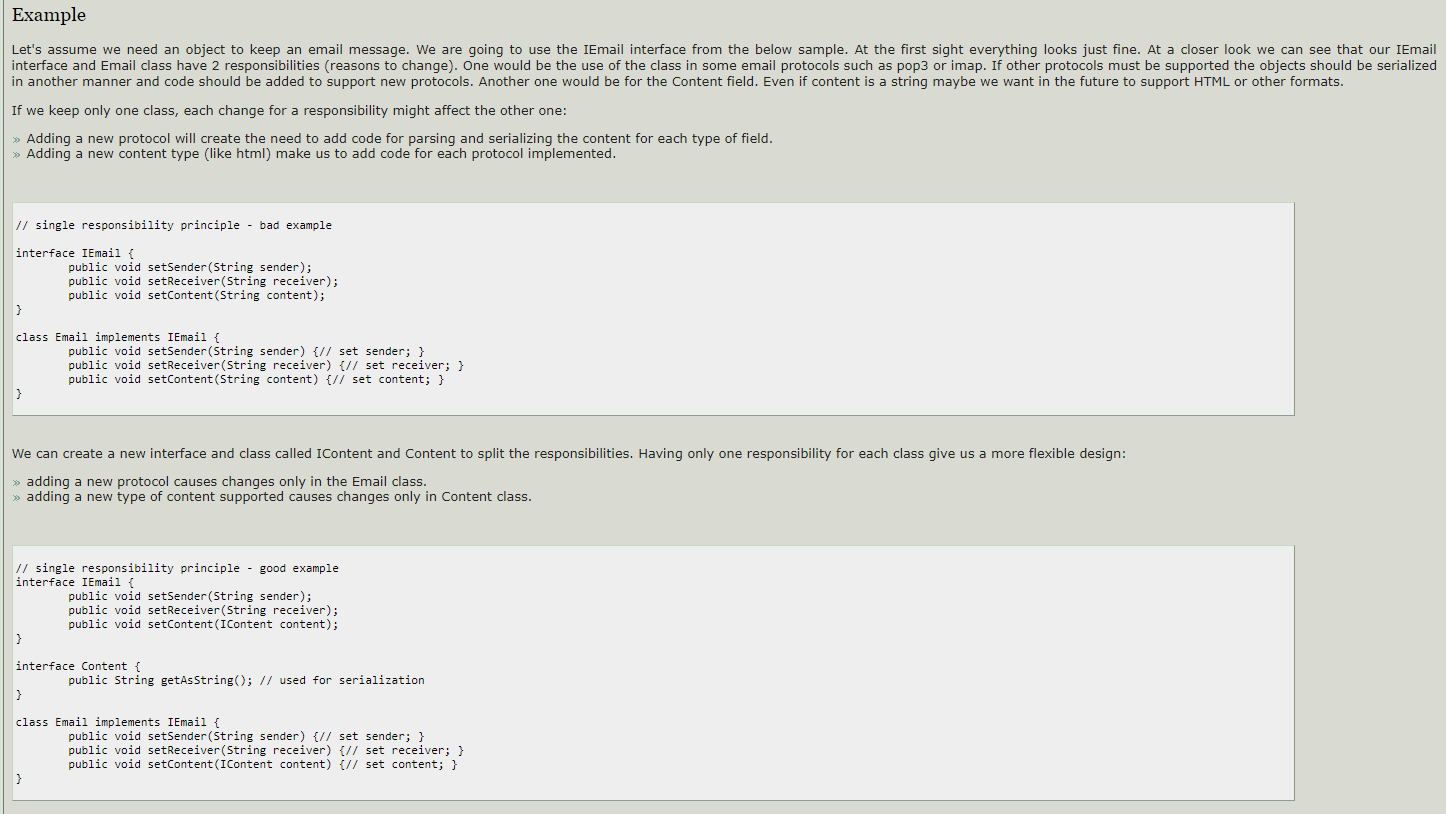 Example
Let's assume we need an object to keep an email message. We are going to use the IEmail interface from the below sample. At the first sight everything looks just fine. At a closer look we can see that our IEmail
interface and Email class have 2 responsibilities (reasons to change). One would be the use of the class in some email protocols such as pop3 or imap. If other protocols must be supported the objects should be serialized
in another manner and code should be added to support new protocols. Another one would be for the Content field. Even if content is a string maybe we want in the future to support HTML or other formats.
If we keep only one class, each change for a responsibility might affect the other one:
» Adding a new protocol will create the need to add code for parsing and serializing the content for each type of field.
» Adding a new content type (like html) make us to add code for each protocol implemented.
// single responsibility principle - bad example
interface IEmail {
public void setSender(String sender);
public void setReceiver(String receiver);
public void setContent(String content);
}
class Email implements IEmail {
public void setSender(String sender) {// set sender; }
public void setReceiver(String receiver) {// set receiver; }
public void setContent(String content) {// set content; }
}
We can create a new interface and class called IContent and Content to split the responsibilities. Having only one responsibility for each class give us a more flexible design:
» adding a new protocol causes changes only in the Email class.
» adding a new type of content supported causes changes only in Content class.
// single responsibility principle - good example
interface IEmail {
public void setSender(String sender);
public void setReceiver(String receiver);
public void setContent(IContent content);
}
interface Content {
public String getAsString(); // used for serialization
}
class Email implements IEmail {
public void setSender(String sender) {// set sender; }
public void setReceiver(String receiver) {// set receiver; }
public void setContent(IContent content) {// set content; }
}